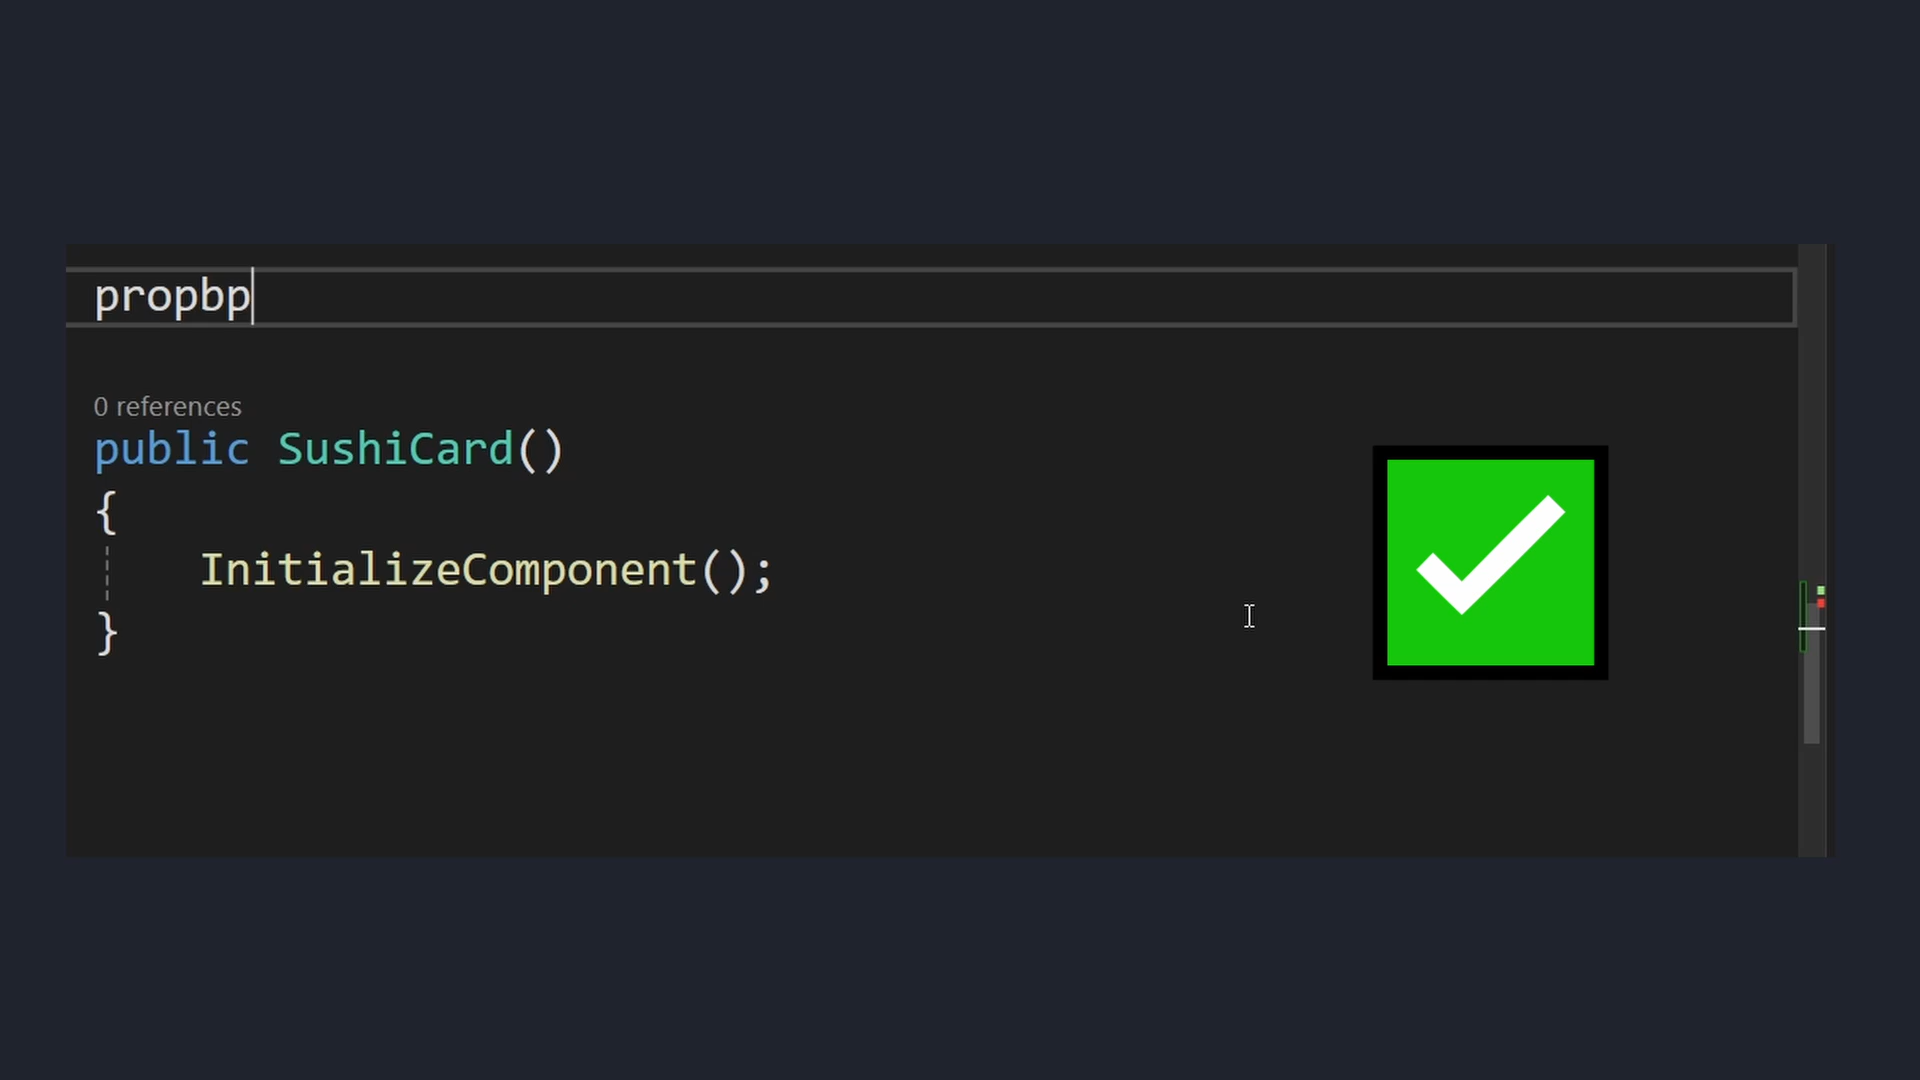 propbp
0 references
public SushiCard()
{
InitializeComponent();
}